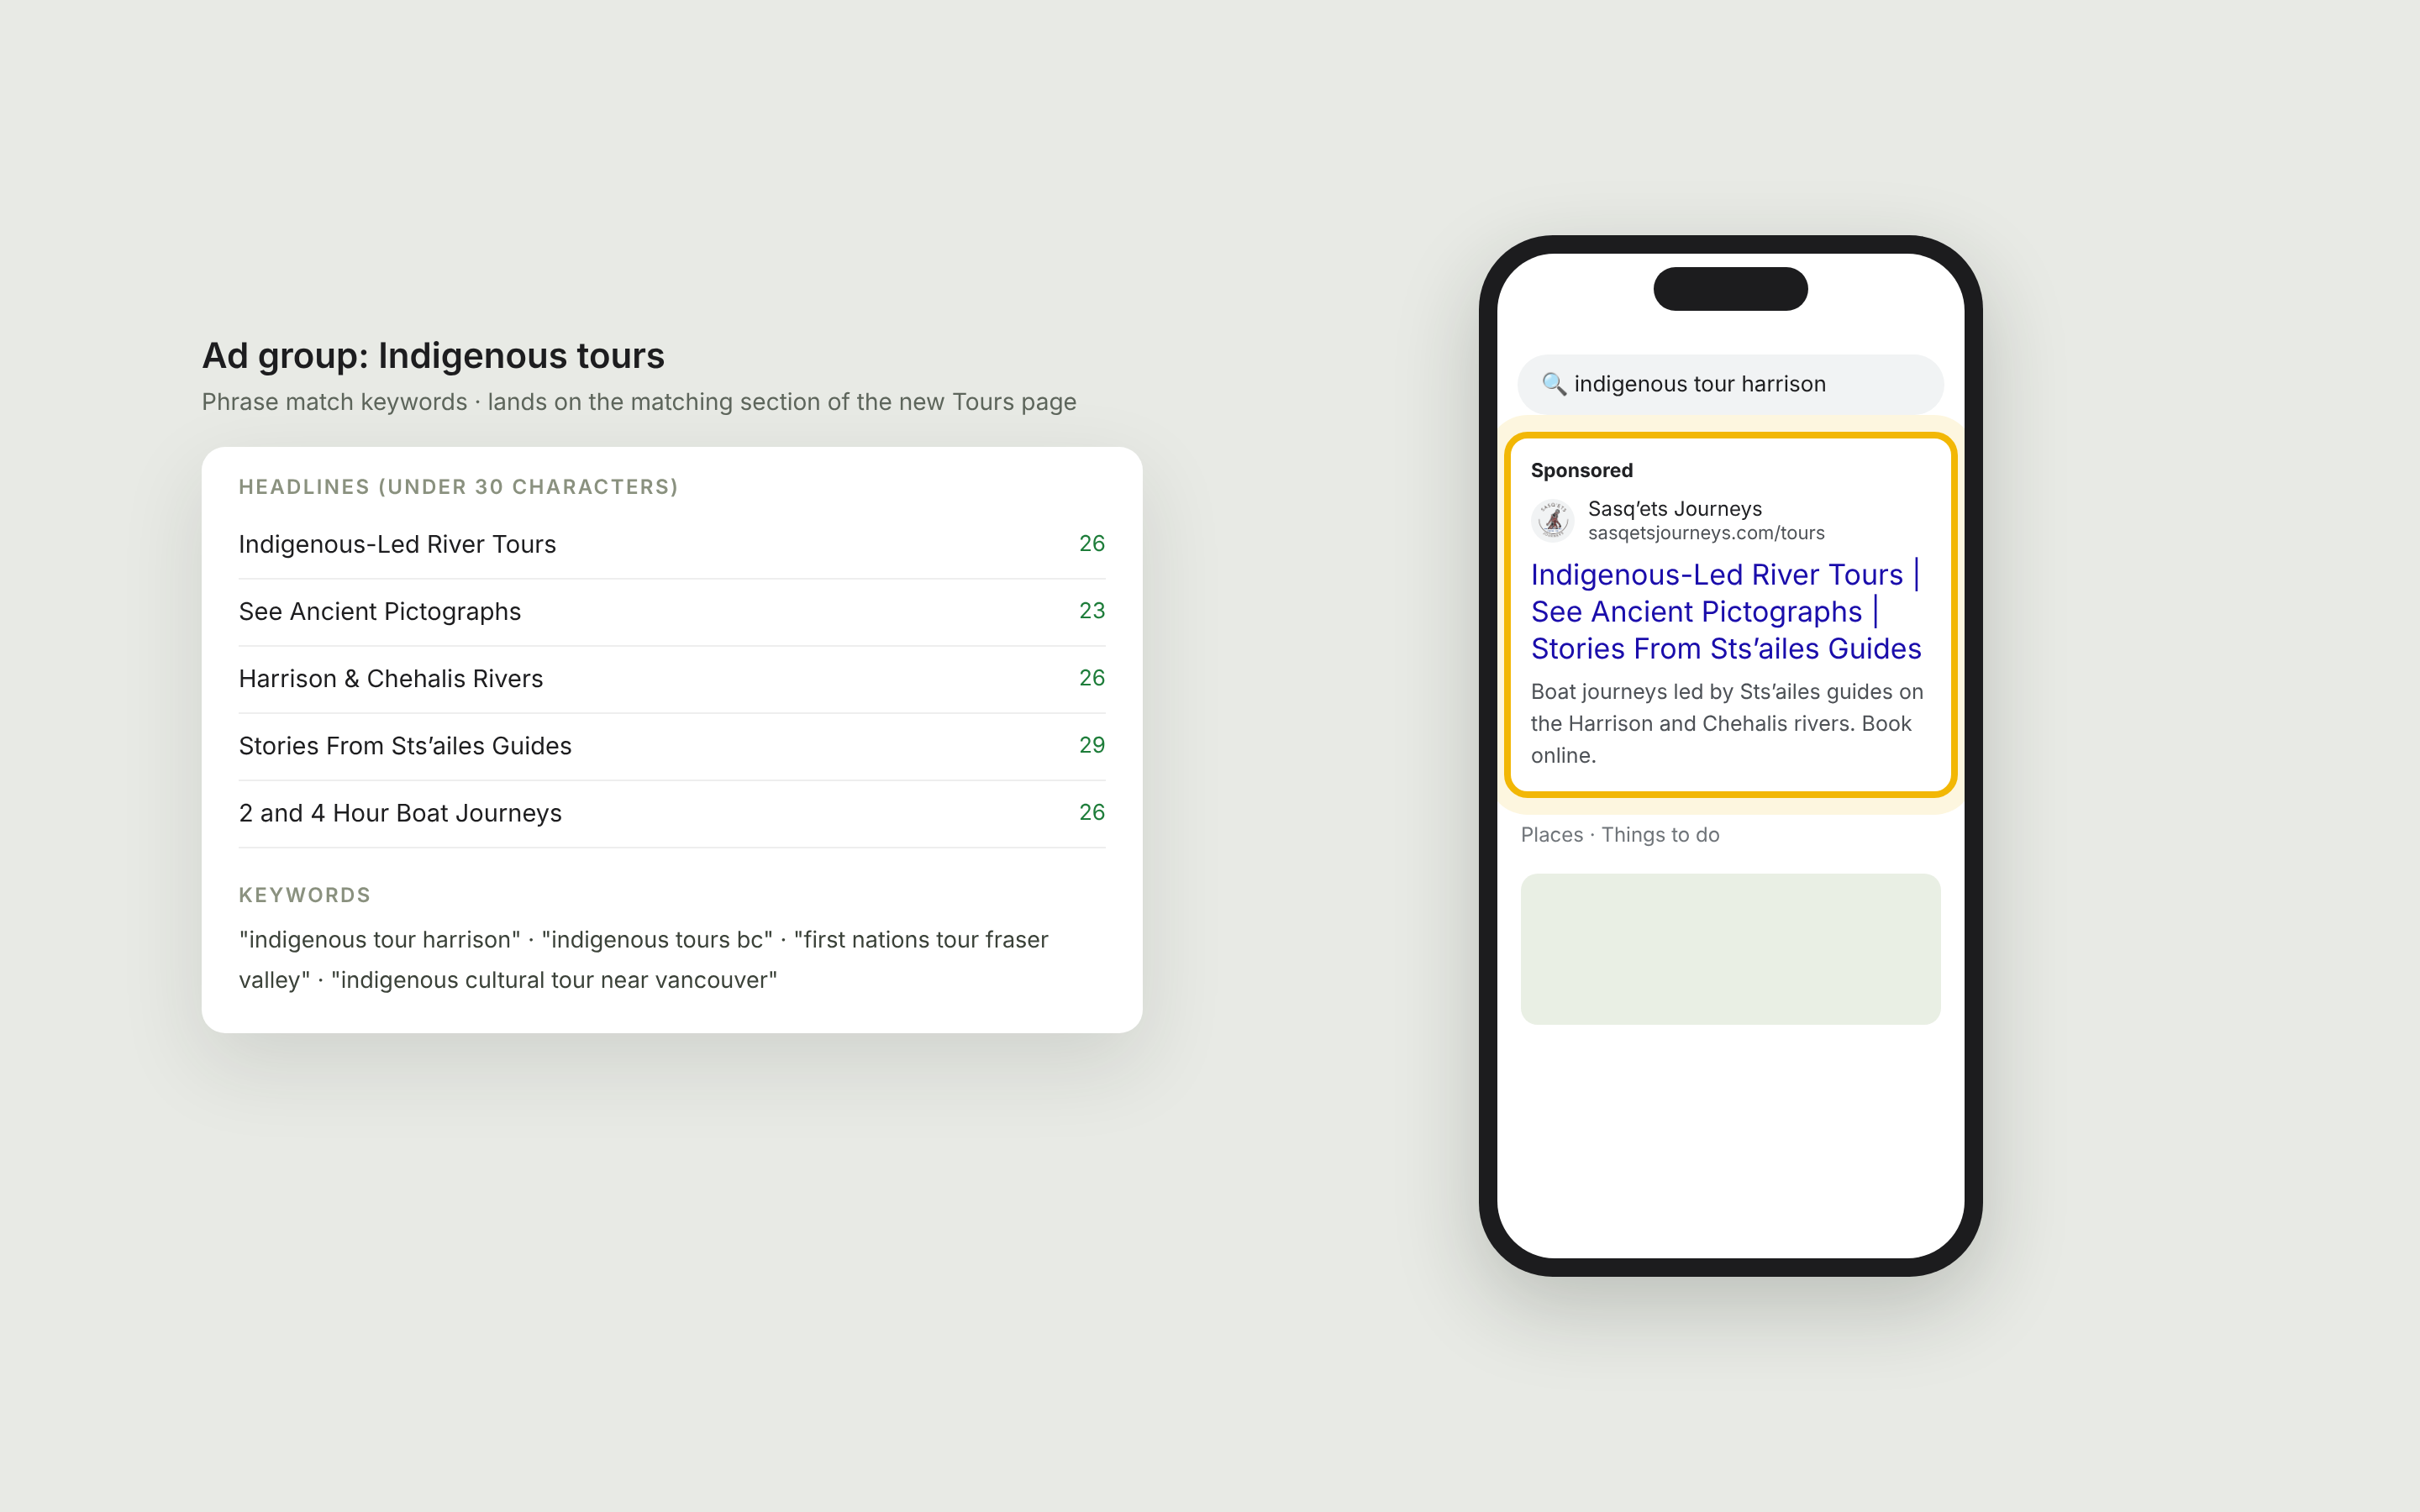 Ad group: Indigenous tours
Phrase match keywords · lands on the matching section of the new Tours page
HEADLINES (UNDER 30 CHARACTERS)
Indigenous-Led River Tours 26
See Ancient Pictographs 23
Harrison & Chehalis Rivers 26
Stories From Sts’ailes Guides 29
2 and 4 Hour Boat Journeys 26
KEYWORDS
"indigenous tour harrison" · "indigenous tours bc" · "first nations tour fraser
valley" · "indigenous cultural tour near vancouver"
🔍 indigenous tour harrison
Sponsored
Sasq’ets Journeys
sasqetsjourneys.com/tours
Indigenous-Led River Tours |
See Ancient Pictographs |
Stories From Sts’ailes Guides
Boat journeys led by Sts’ailes guides on
the Harrison and Chehalis rivers. Book
online.
Places · Things to do